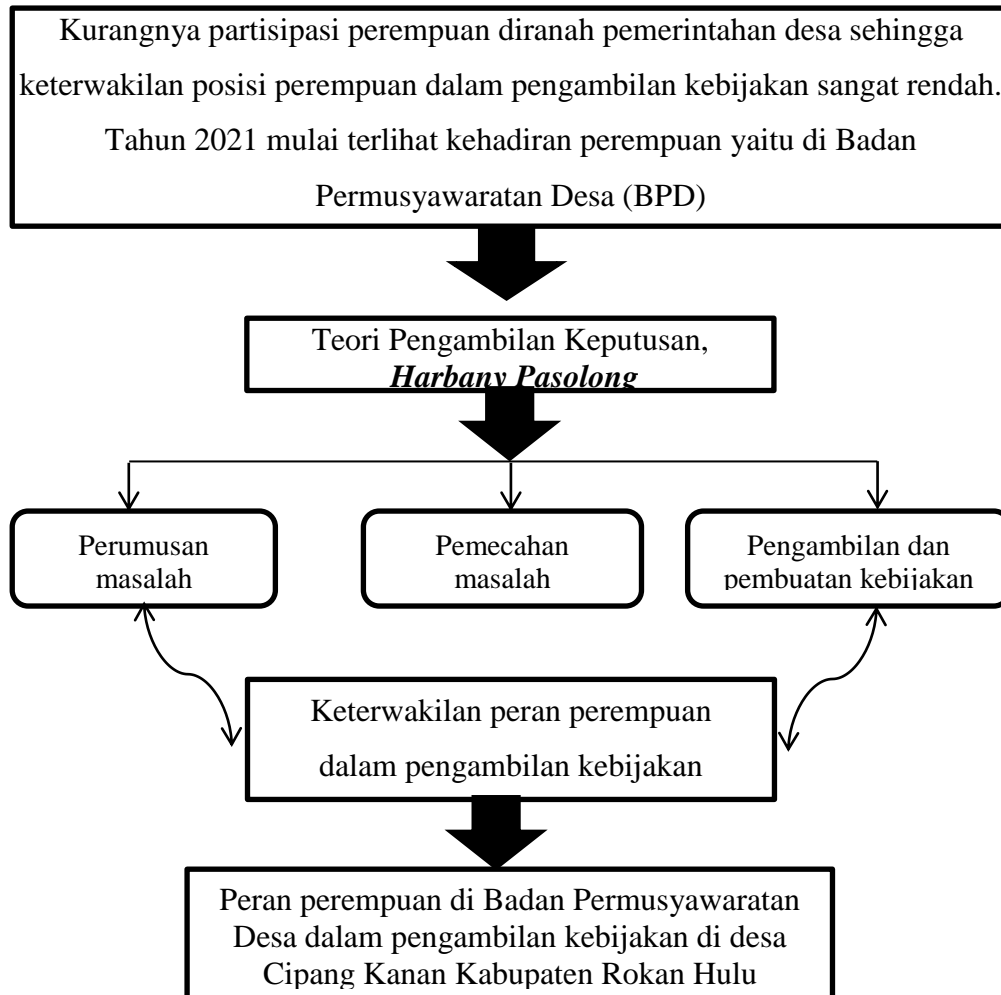 Kurangnya partisipasi perempuan diranah pemerintahan desa sehingga
keterwakilan posisi perempuan dalam pengambilan kebijakan sangat rendah.
Tahun 2021 mulai terlihat kehadiran perempuan yaitu di Badan
Permusyawaratan Desa (BPD)
Teori Pengambilan Keputusan,
Harbany Pasolong
Perumusan
masalah
Pemecahan
masalah
Pengambilan dan
pembuatan kebijakan
Keterwakilan peran perempuan
dalam pengambilan kebijakan
Peran perempuan di Badan Permusyawaratan
Desa dalam pengambilan kebijakan di desa
Cipang Kanan Kabupaten Rokan Hulu